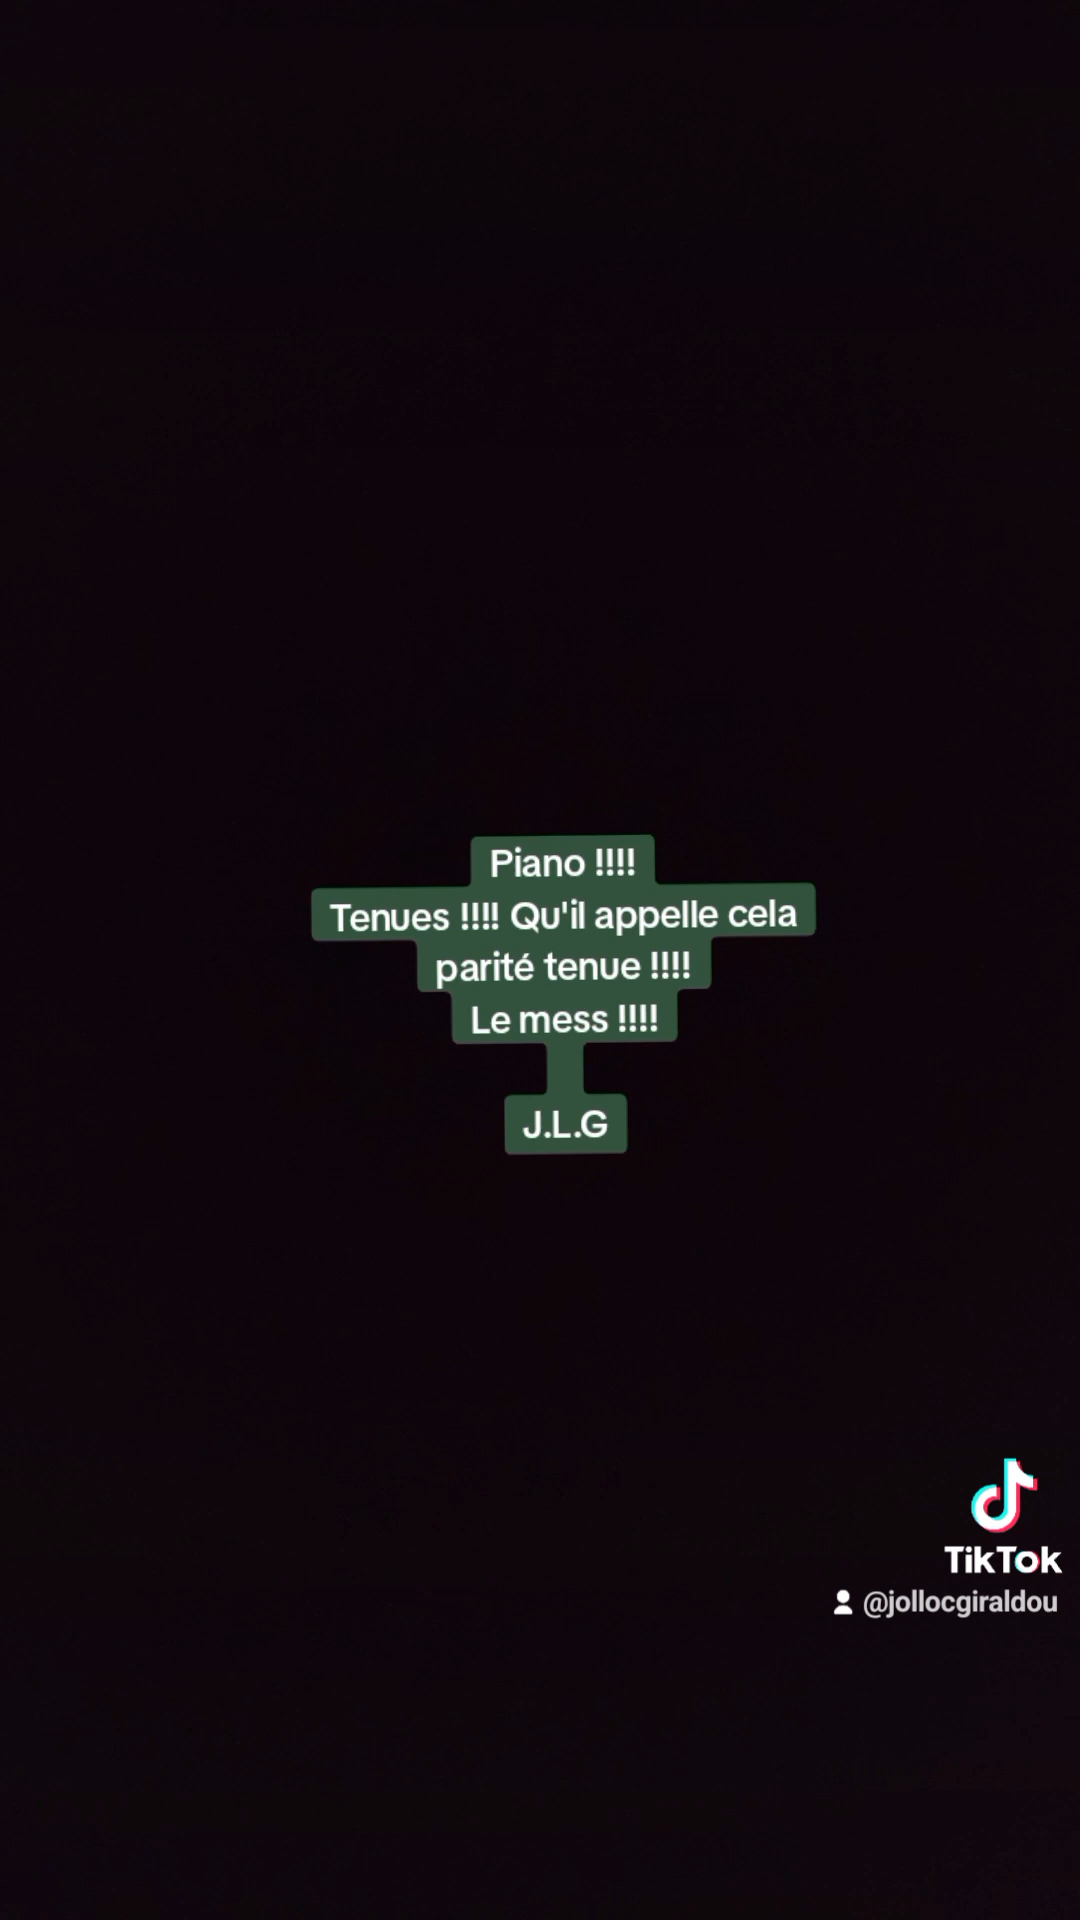 Piano !!!!
Tenues !!!! Qu'il appelle cela
parité tenue !!!!
Le mess !!!!
J.L.G
TikTok
@jollocgiraldou